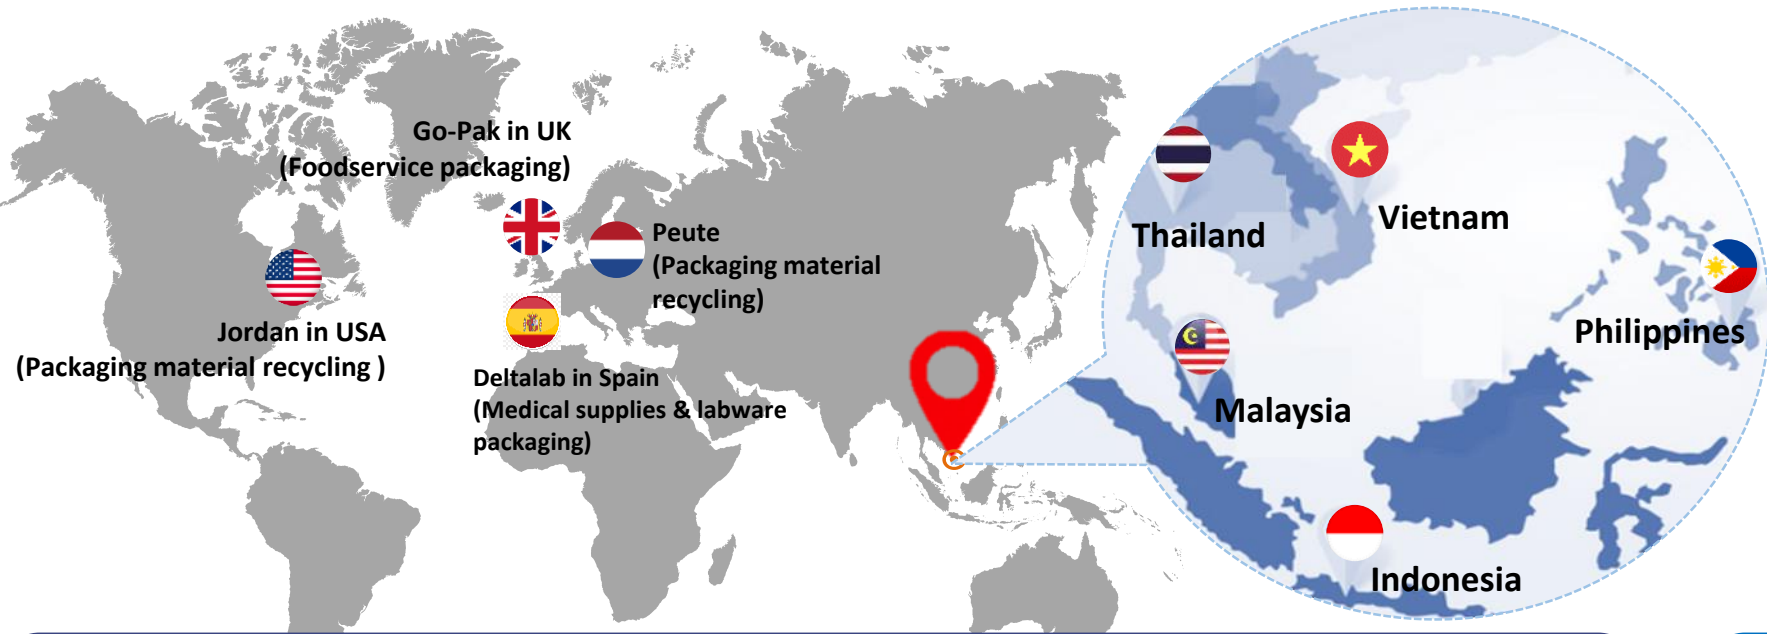 Go-Pak in UK
(Foodservice packaging)
Peute
(Packaging material
recycling)
Jordan in USA
(Packaging material recycling )
Deltalab in Spain
(Medical supplies & labware
packaging)
Thailand
Vietnam
Philippines
Malaysia
Indonesia